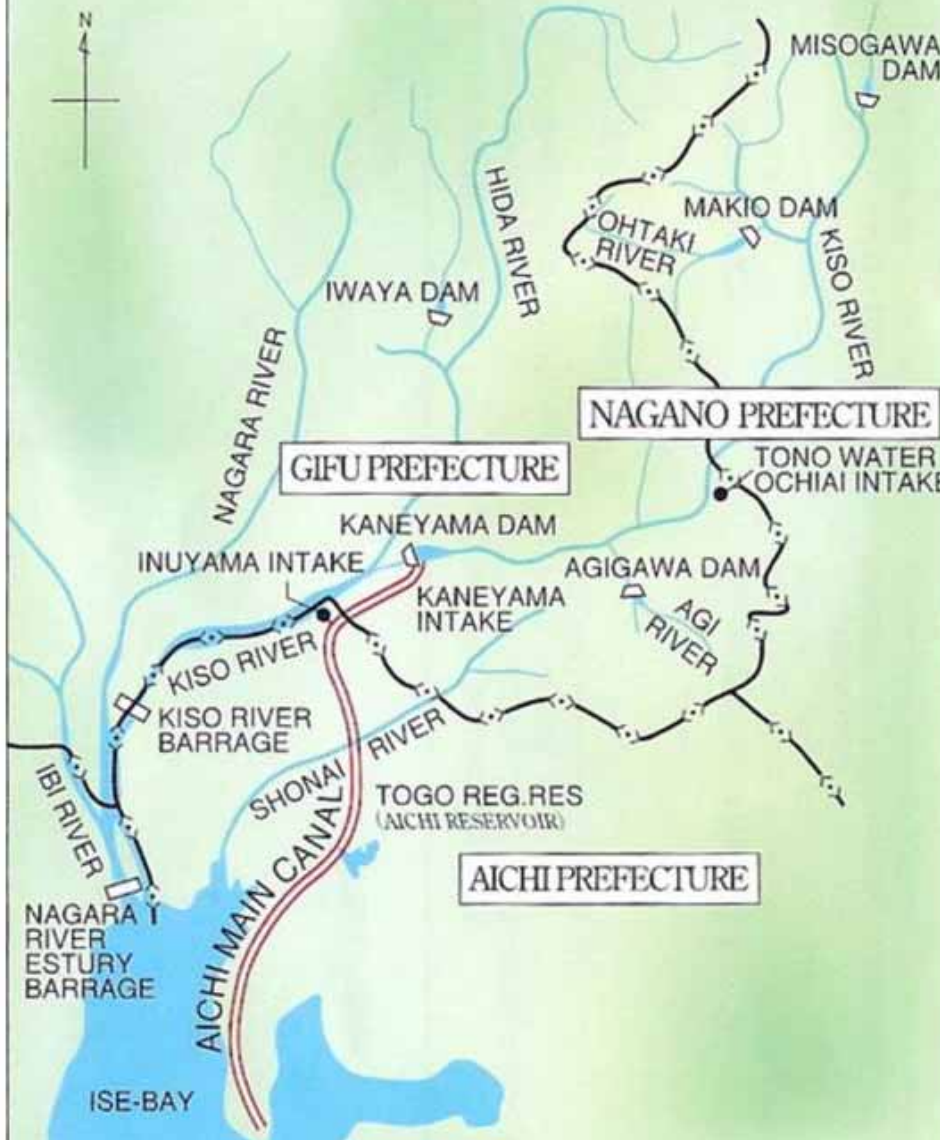 N
MISOGAWA
DAM
HIDA RIVER
MAKIO DAM
OHTAKI
RIVER
KISO RIVER
IWAYA DAM
NAGARA RIVER
NAGANO PREFECTURE
GIFU PREFECTURE
TONO WATER
OCHIAI INTAKE
KANEYAMA DAM
INUYAMA INTAKE
AGIGAWA DAM
KANEYAMA
INTAKE
AGI
RIVER
KISO RIVER
KISO RIVER
BARRAGE
SHONAI RIVER
IBI RIVER
TOGO REG.RES
(AICHI RESERVOIR)
AICHI PREFECTURE
AICHI MAIN CANAL
NAGARA
RIVER
ESTURY
BARRAGE
ISE-BAY